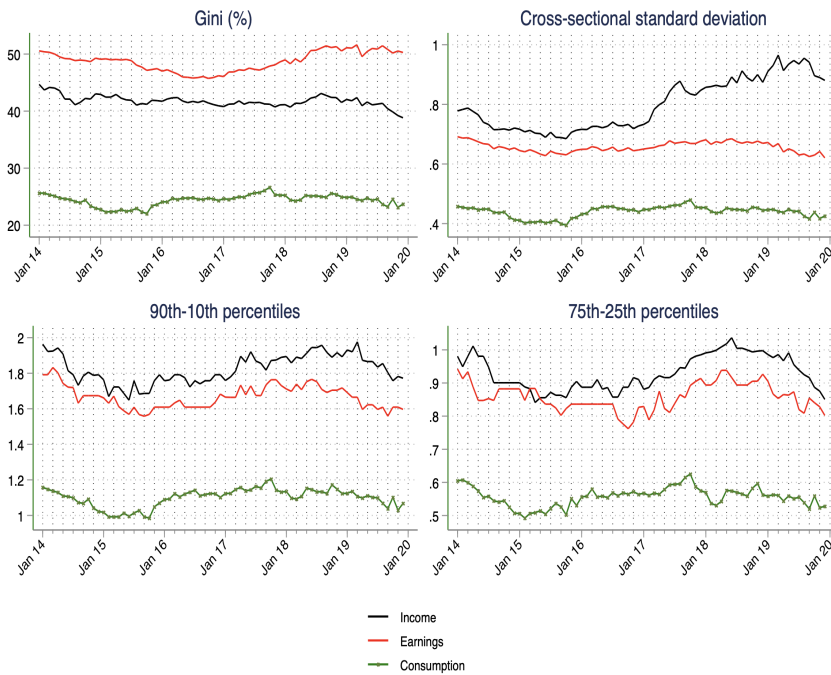 Gini (%)
50
40
30
20
Jan 14
Jan 15
Jan 16
Jan 17
Jan 18
Jan 19
Jan 20
Cross-sectional standard deviation
1
.8
.6
.4
Jan 14
Jan 15
Jan 16
Jan 17
Jan 18
Jan 19
Jan 20
90th-10th percentiles
2
1.8
1.6
1.4
1.2
1
Jan 14
Jan 15
Jan 16
Jan 17
Jan 18
Jan 19
Jan 20
75th-25th percentiles
1
.9
.8
.7
.6
.5
Jan 14
Jan 15
Jan 16
Jan 17
Jan 18
Jan 19
Jan 20
Income
Earnings
Consumption